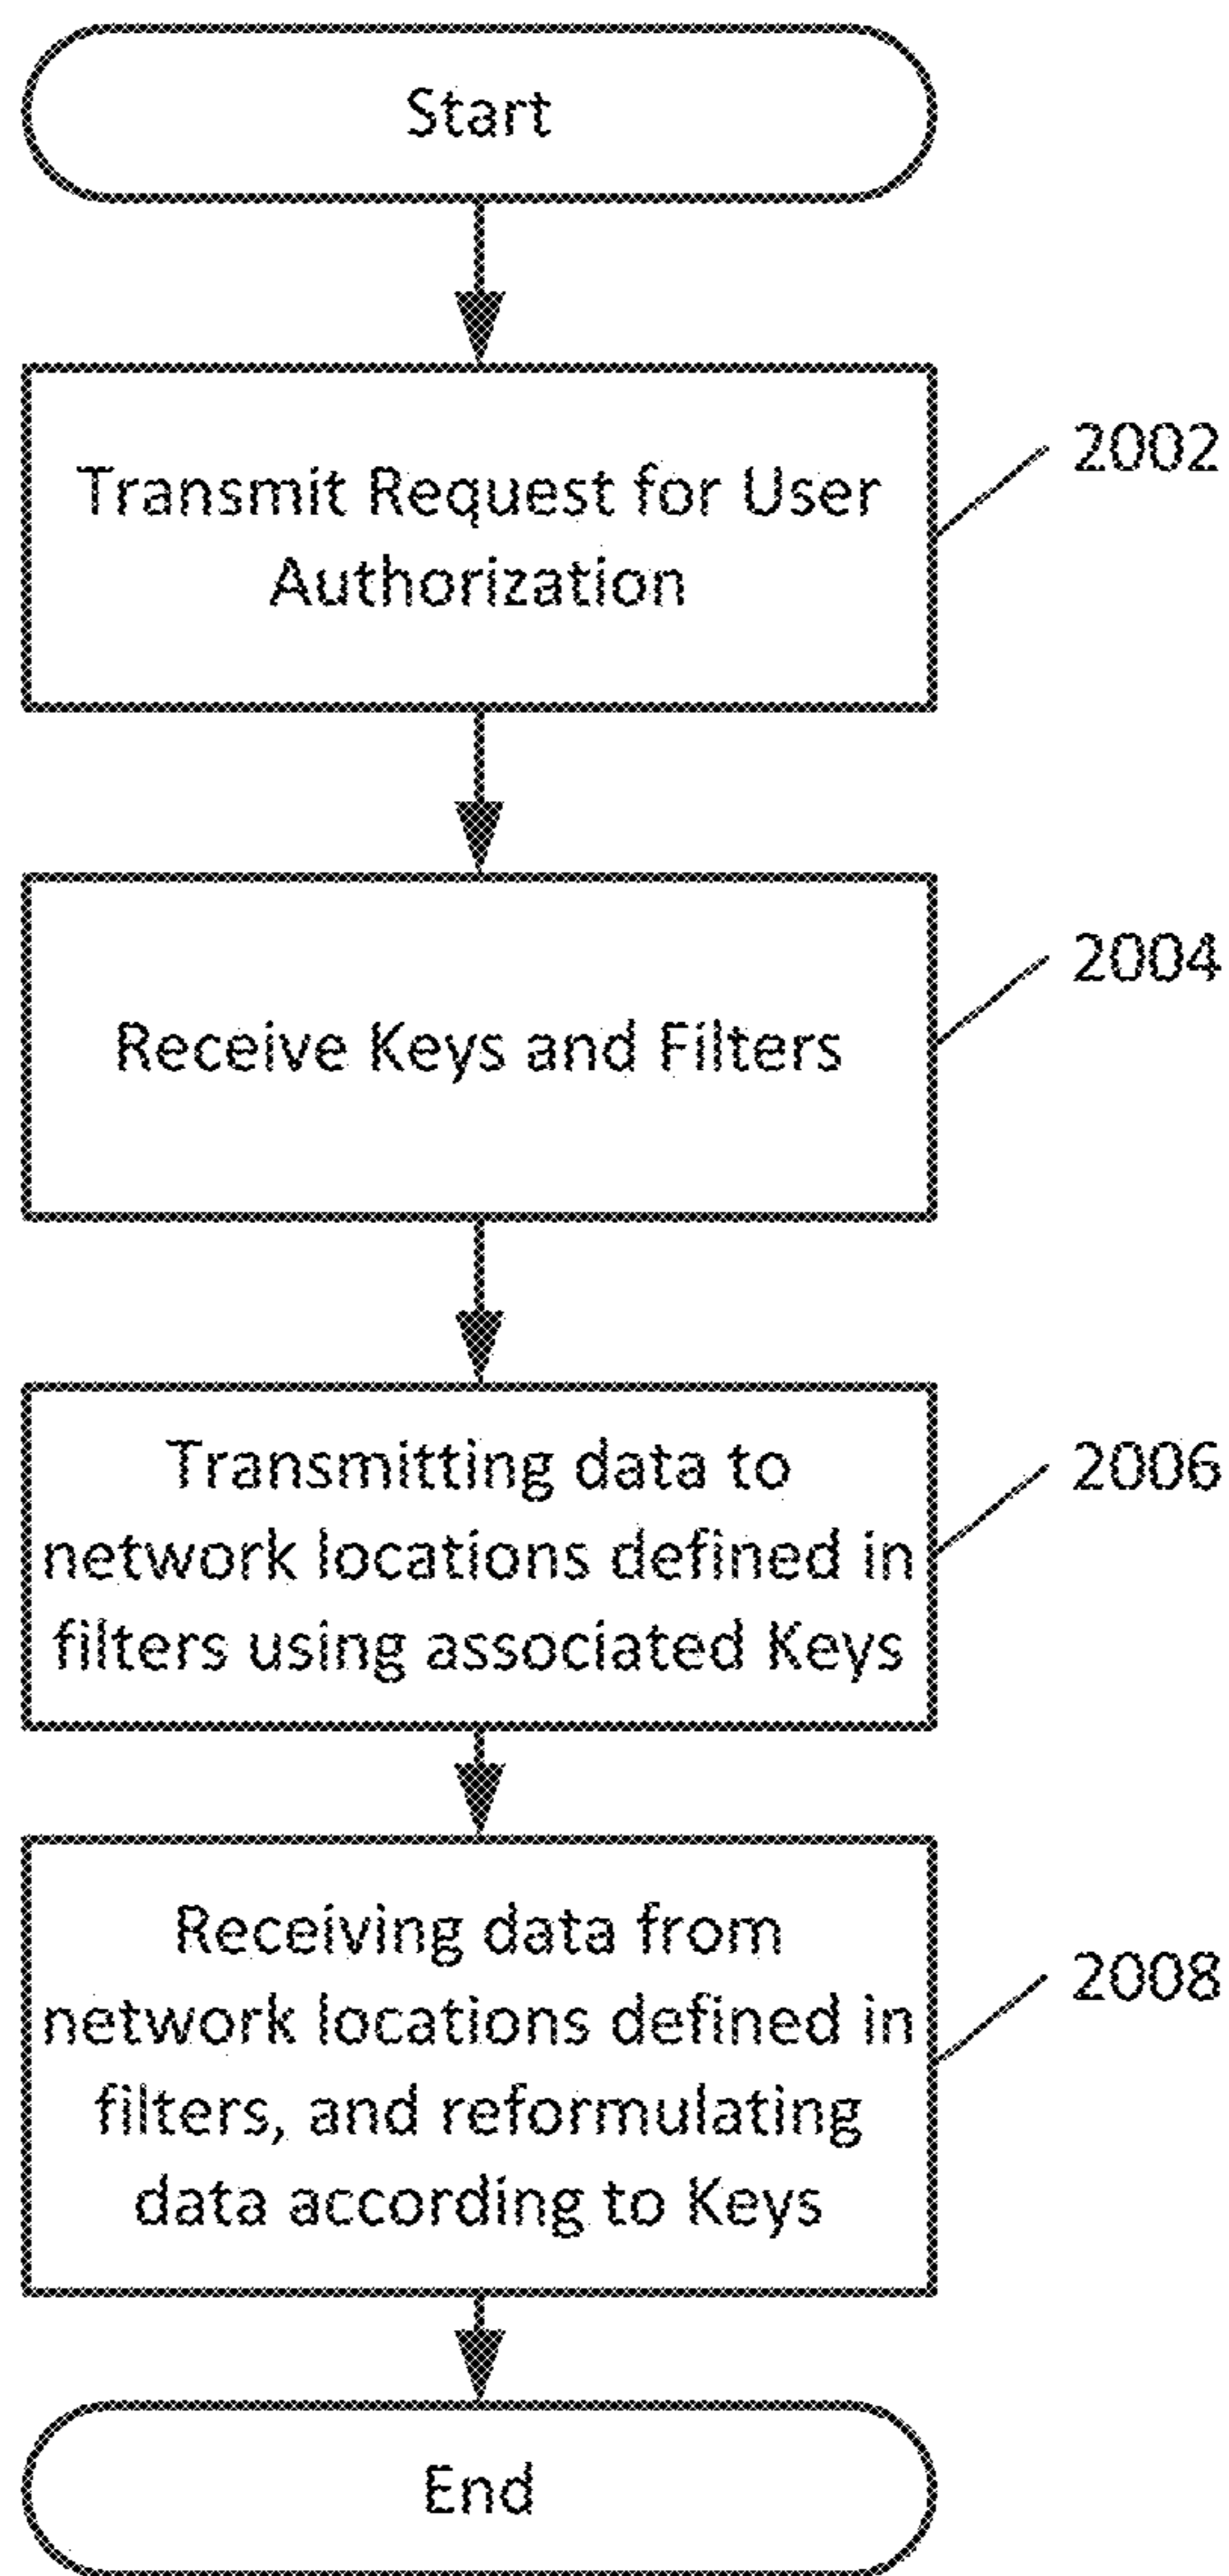 Start
Transmit Request for User
Authorization
2002
Receive Keys and Filters
2004
Transmitting data to
network locations defined in
filters using associated Keys
2006
Receiving data from
network locations defined in
filters, and reformulating
data according to Keys
2008
End